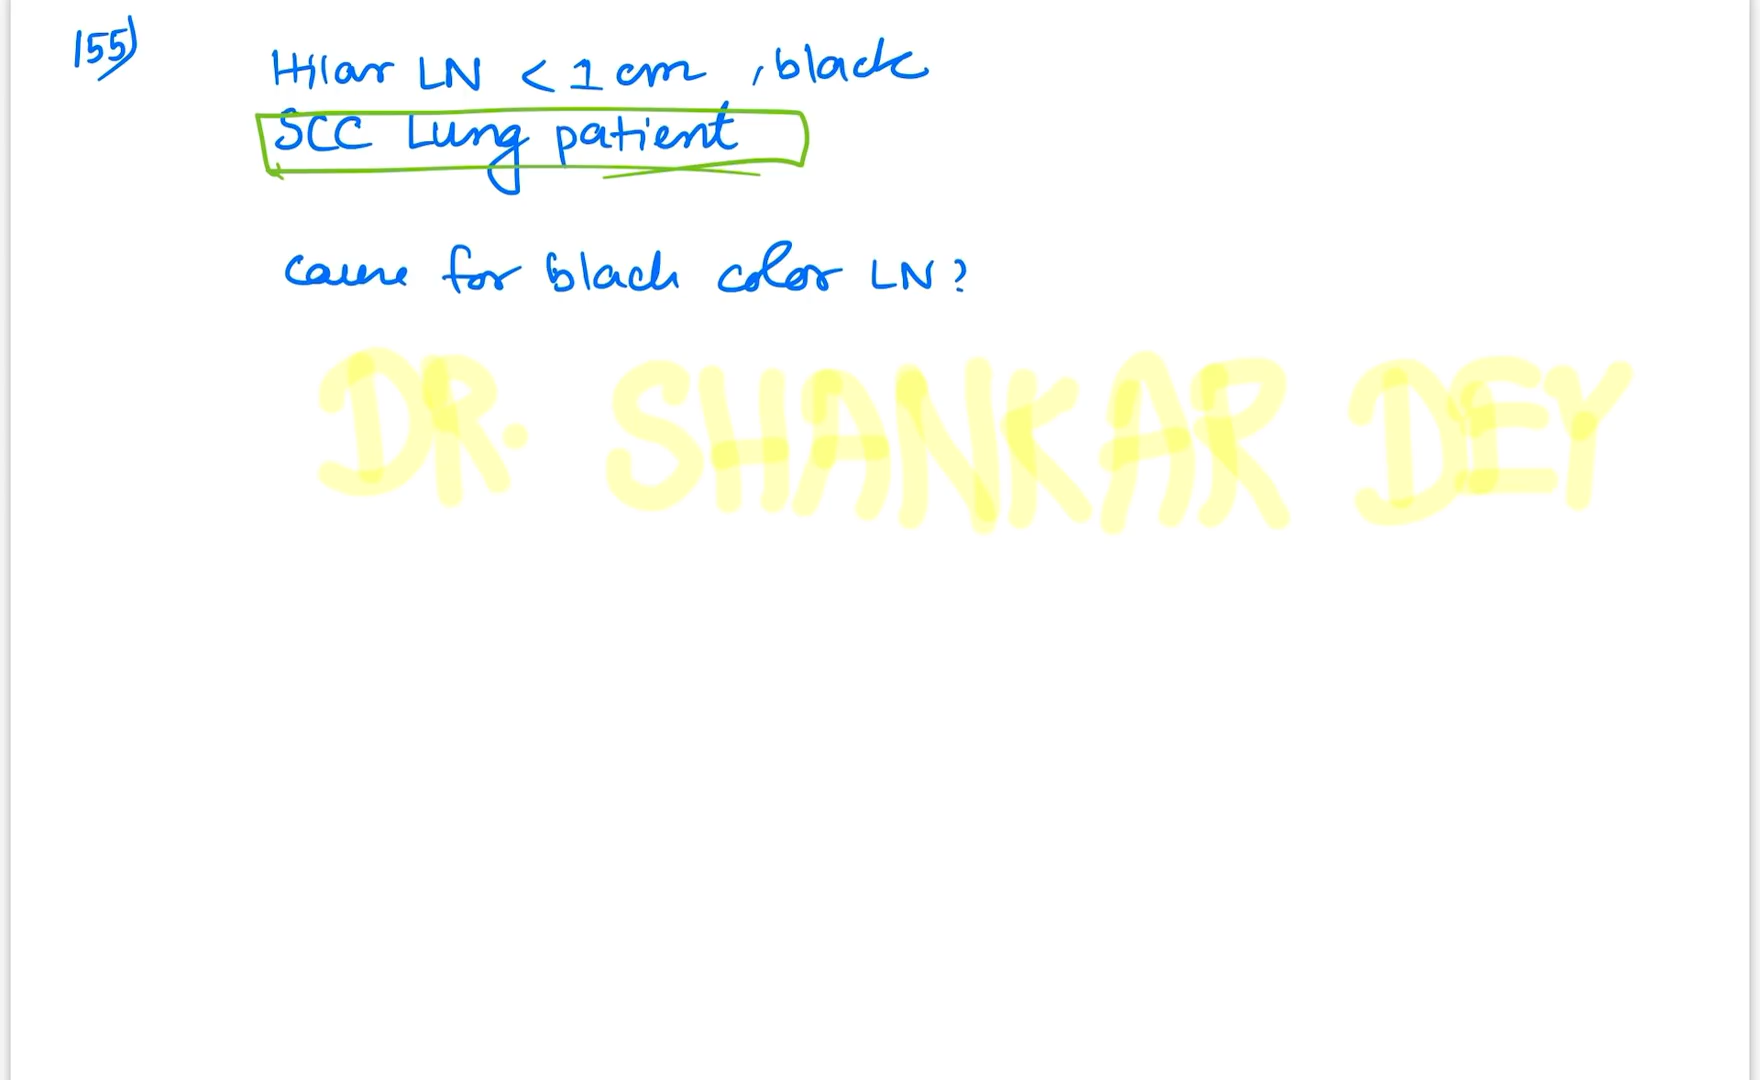 155)
Hilar LN < 1 cm , black
SCC Lung patient
cause for black color LN?
DR. SHANKAR DEY